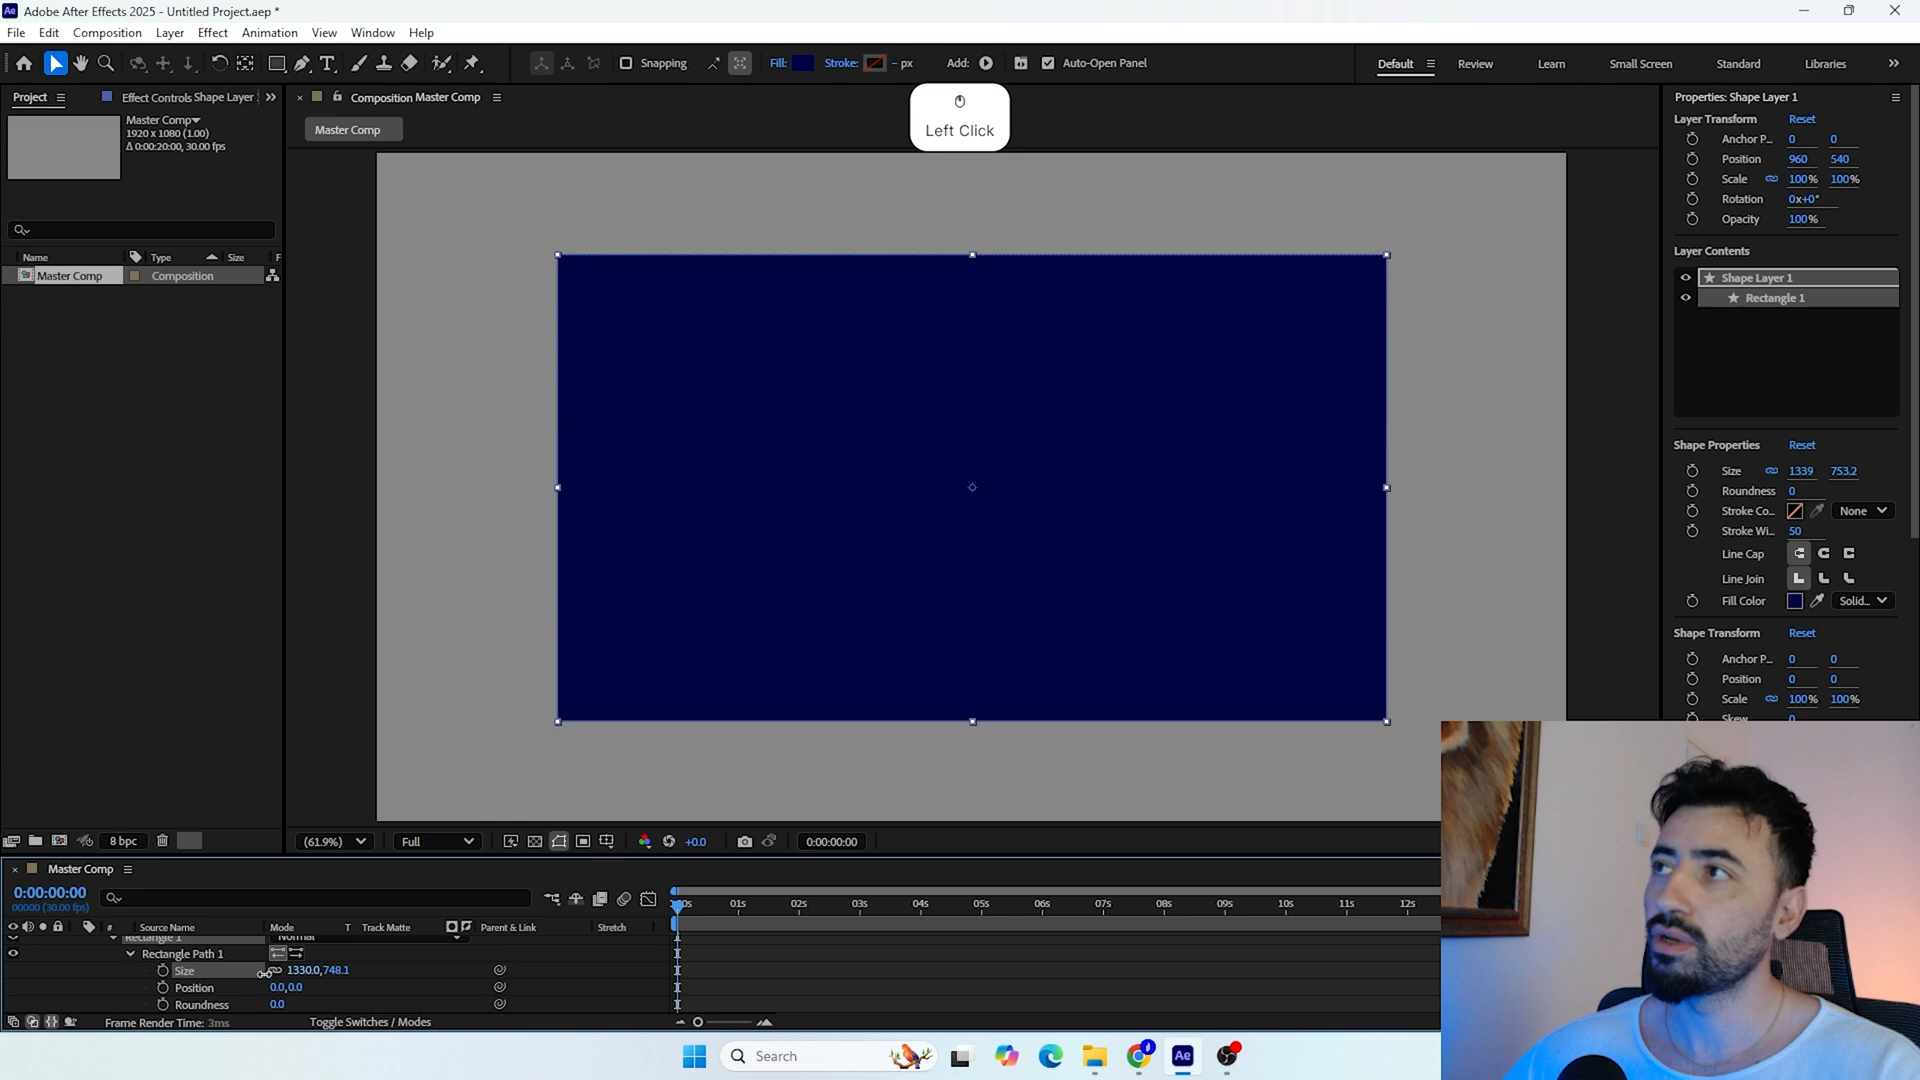 Adobe After Effects 2025 - Untitled Project.aep *
File Edit Composition Layer Effect Animation View Window Help
Snapping Fill: Stroke: - px Add: Auto-Open Panel Default Review Learn Small Screen Standard Libraries
Project Effect Controls Shape Layer
Composition Master Comp
Master Comp
1920 x 1080 (1.00)
Δ 0:00:20:00, 30.00 fps
Name Type Size F
Master Comp Composition
8 bpc
Master Comp
Left Click
(61.9%) Full +0.0 0:00:00:00
Properties: Shape Layer 1
Layer Transform Reset
Anchor P... 0 0
Position 960 540
Scale 100% 100%
Rotation 0x+0°
Opacity 100%
Layer Contents
Shape Layer 1
Rectangle 1
Shape Properties Reset
Size 1339 753.2
Roundness 0
Stroke Co... None
Stroke Wi... 50
Line Cap
Line Join
Fill Color Solid...
Shape Transform Reset
Anchor P... 0 0
Position 0 0
Scale 100% 100%
Skew 0
Master Comp
0:00:00:00
00000 (30.00 fps)
:00s 01s 02s 03s 04s 05s 06s 07s 08s 09s 10s 11s 12s
# Source Name Mode T Track Matte Parent & Link Stretch
Rectangle 1 Normal
Rectangle Path 1
Size 1330.0,748.1
Position 0.0,0.0
Roundness 0.0
Frame Render Time: 3ms Toggle Switches / Modes
Search
Ae